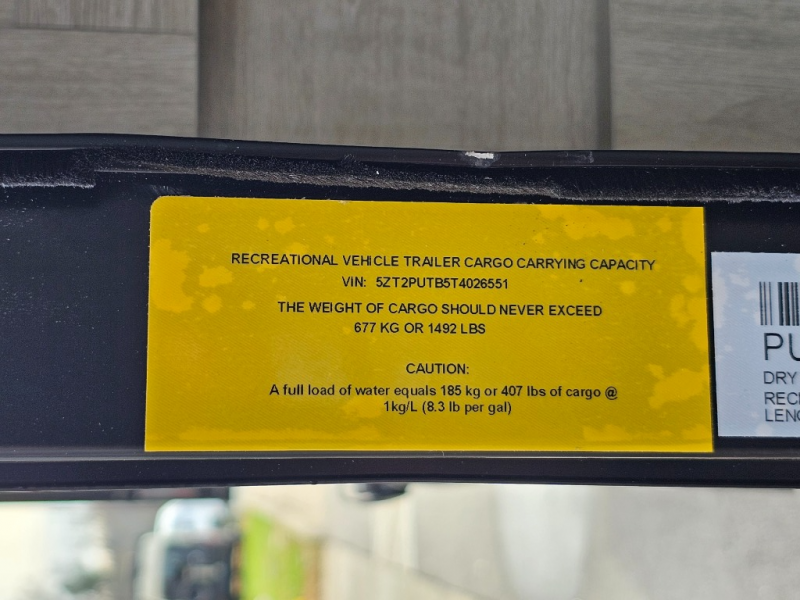 RECREATIONAL VEHICLE TRAILER CARGO CARRYING CAPACITY
VIN: 5ZT2PUTB5T4026551
THE WEIGHT OF CARGO SHOULD NEVER EXCEED
677 KG OR 1492 LBS
CAUTION:
A full load of water equals 185 kg or 407 lbs of cargo @
1kg/L (8.3 lb per gal)
PU
DRY
REC
LENG